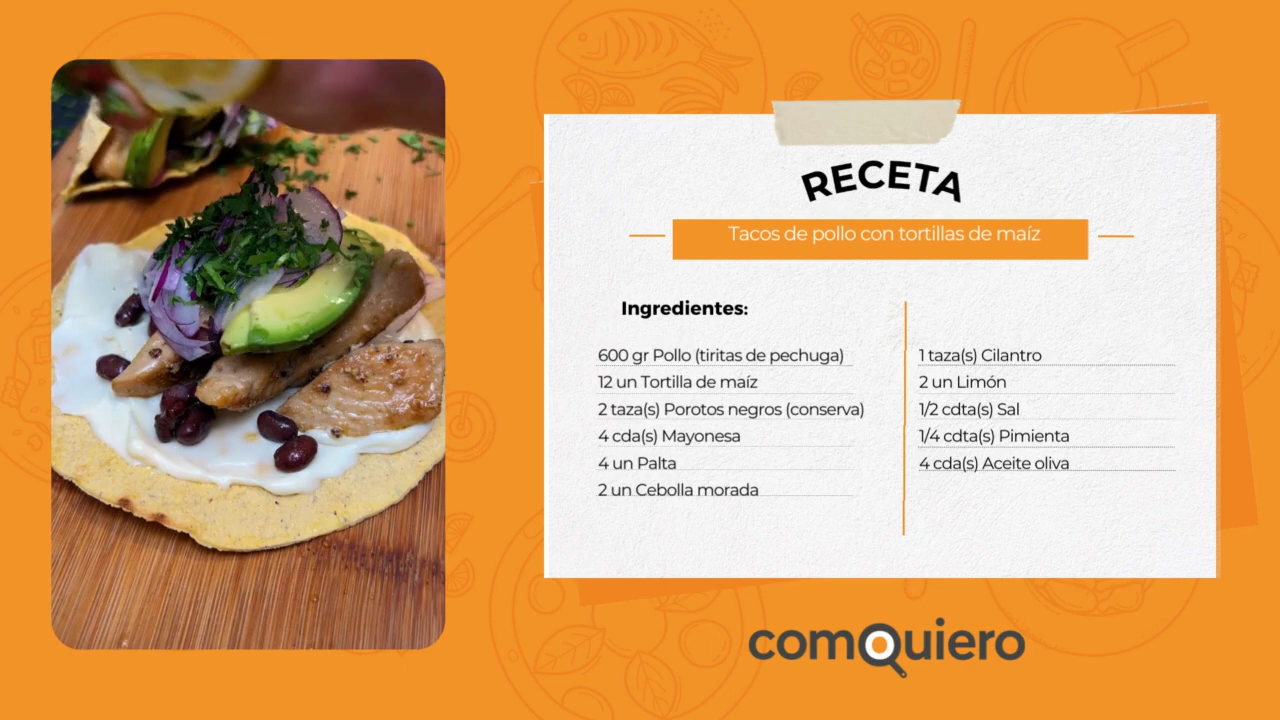 RECETA
Tacos de pollo con tortillas de maíz
Ingredientes:
600 gr Pollo (tiritas de pechuga)
12 un Tortilla de maíz
2 taza(s) Porotos negros (conserva)
4 cda(s) Mayonesa
4 un Palta
2 un Cebolla morada
1 taza(s) Cilantro
2 un Limón
1/2 cdta(s) Sal
1/4 cdta(s) Pimienta
4 cda(s) Aceite oliva
comQuiero